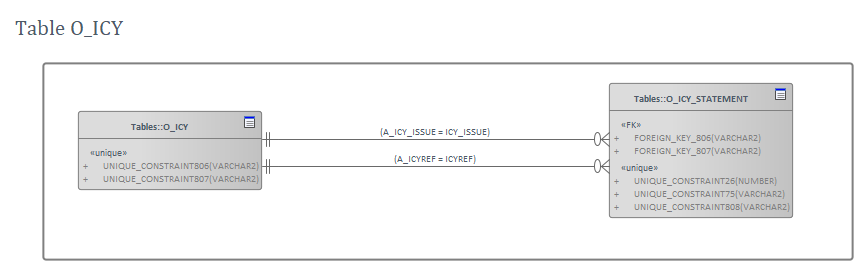 Table O_ICY
Tables::O_ICY
«unique»
+ UNIQUE_CONSTRAINT806(VARCHAR2)
+ UNIQUE_CONSTRAINT807(VARCHAR2)
(A_ICY_ISSUE = ICY_ISSUE)
(A_ICYREF = ICYREF)
Tables::O_ICY_STATEMENT
«FK»
+ FOREIGN_KEY_806(VARCHAR2)
+ FOREIGN_KEY_807(VARCHAR2)
«unique»
+ UNIQUE_CONSTRAINT26(NUMBER)
+ UNIQUE_CONSTRAINT75(VARCHAR2)
+ UNIQUE_CONSTRAINT808(VARCHAR2)